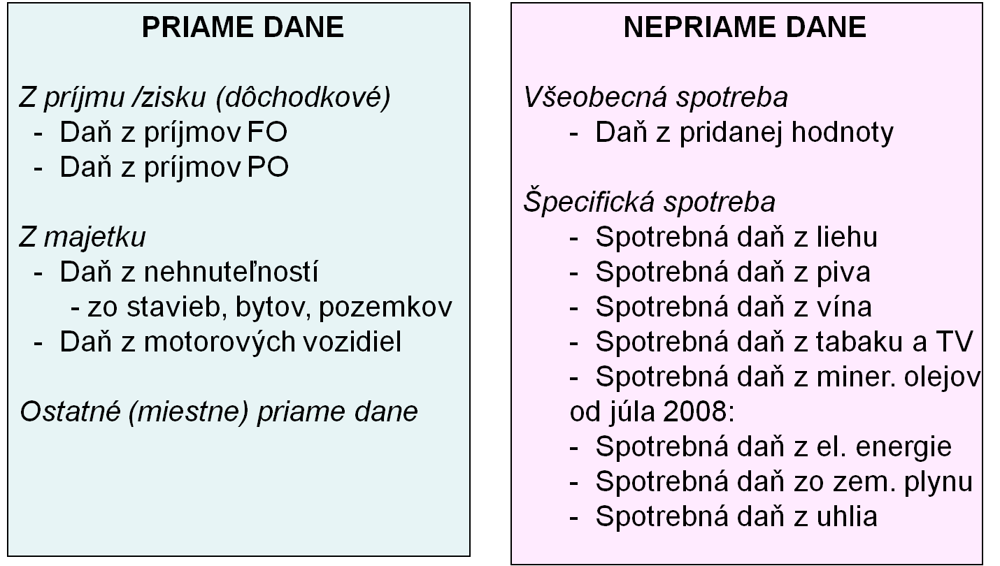 PRIAME DANE
Z príjmu /zisku (dôchodkové)
- Daň z príjmov FO
- Daň z príjmov PO
Z majetku
- Daň z nehnuteľností
- zo stavieb, bytov, pozemkov
- Daň z motorových vozidiel
Ostatné (miestne) priame dane
NEPRIAME DANE
Všeobecná spotreba
- Daň z pridanej hodnoty
Špecifická spotreba
- Spotrebná daň z liehu
- Spotrebná daň z piva
- Spotrebná daň z vína
- Spotrebná daň z tabaku a TV
- Spotrebná daň z miner. olejov
od júla 2008:
- Spotrebná daň z el. energie
- Spotrebná daň zo zem. plynu
- Spotrebná daň z uhlia